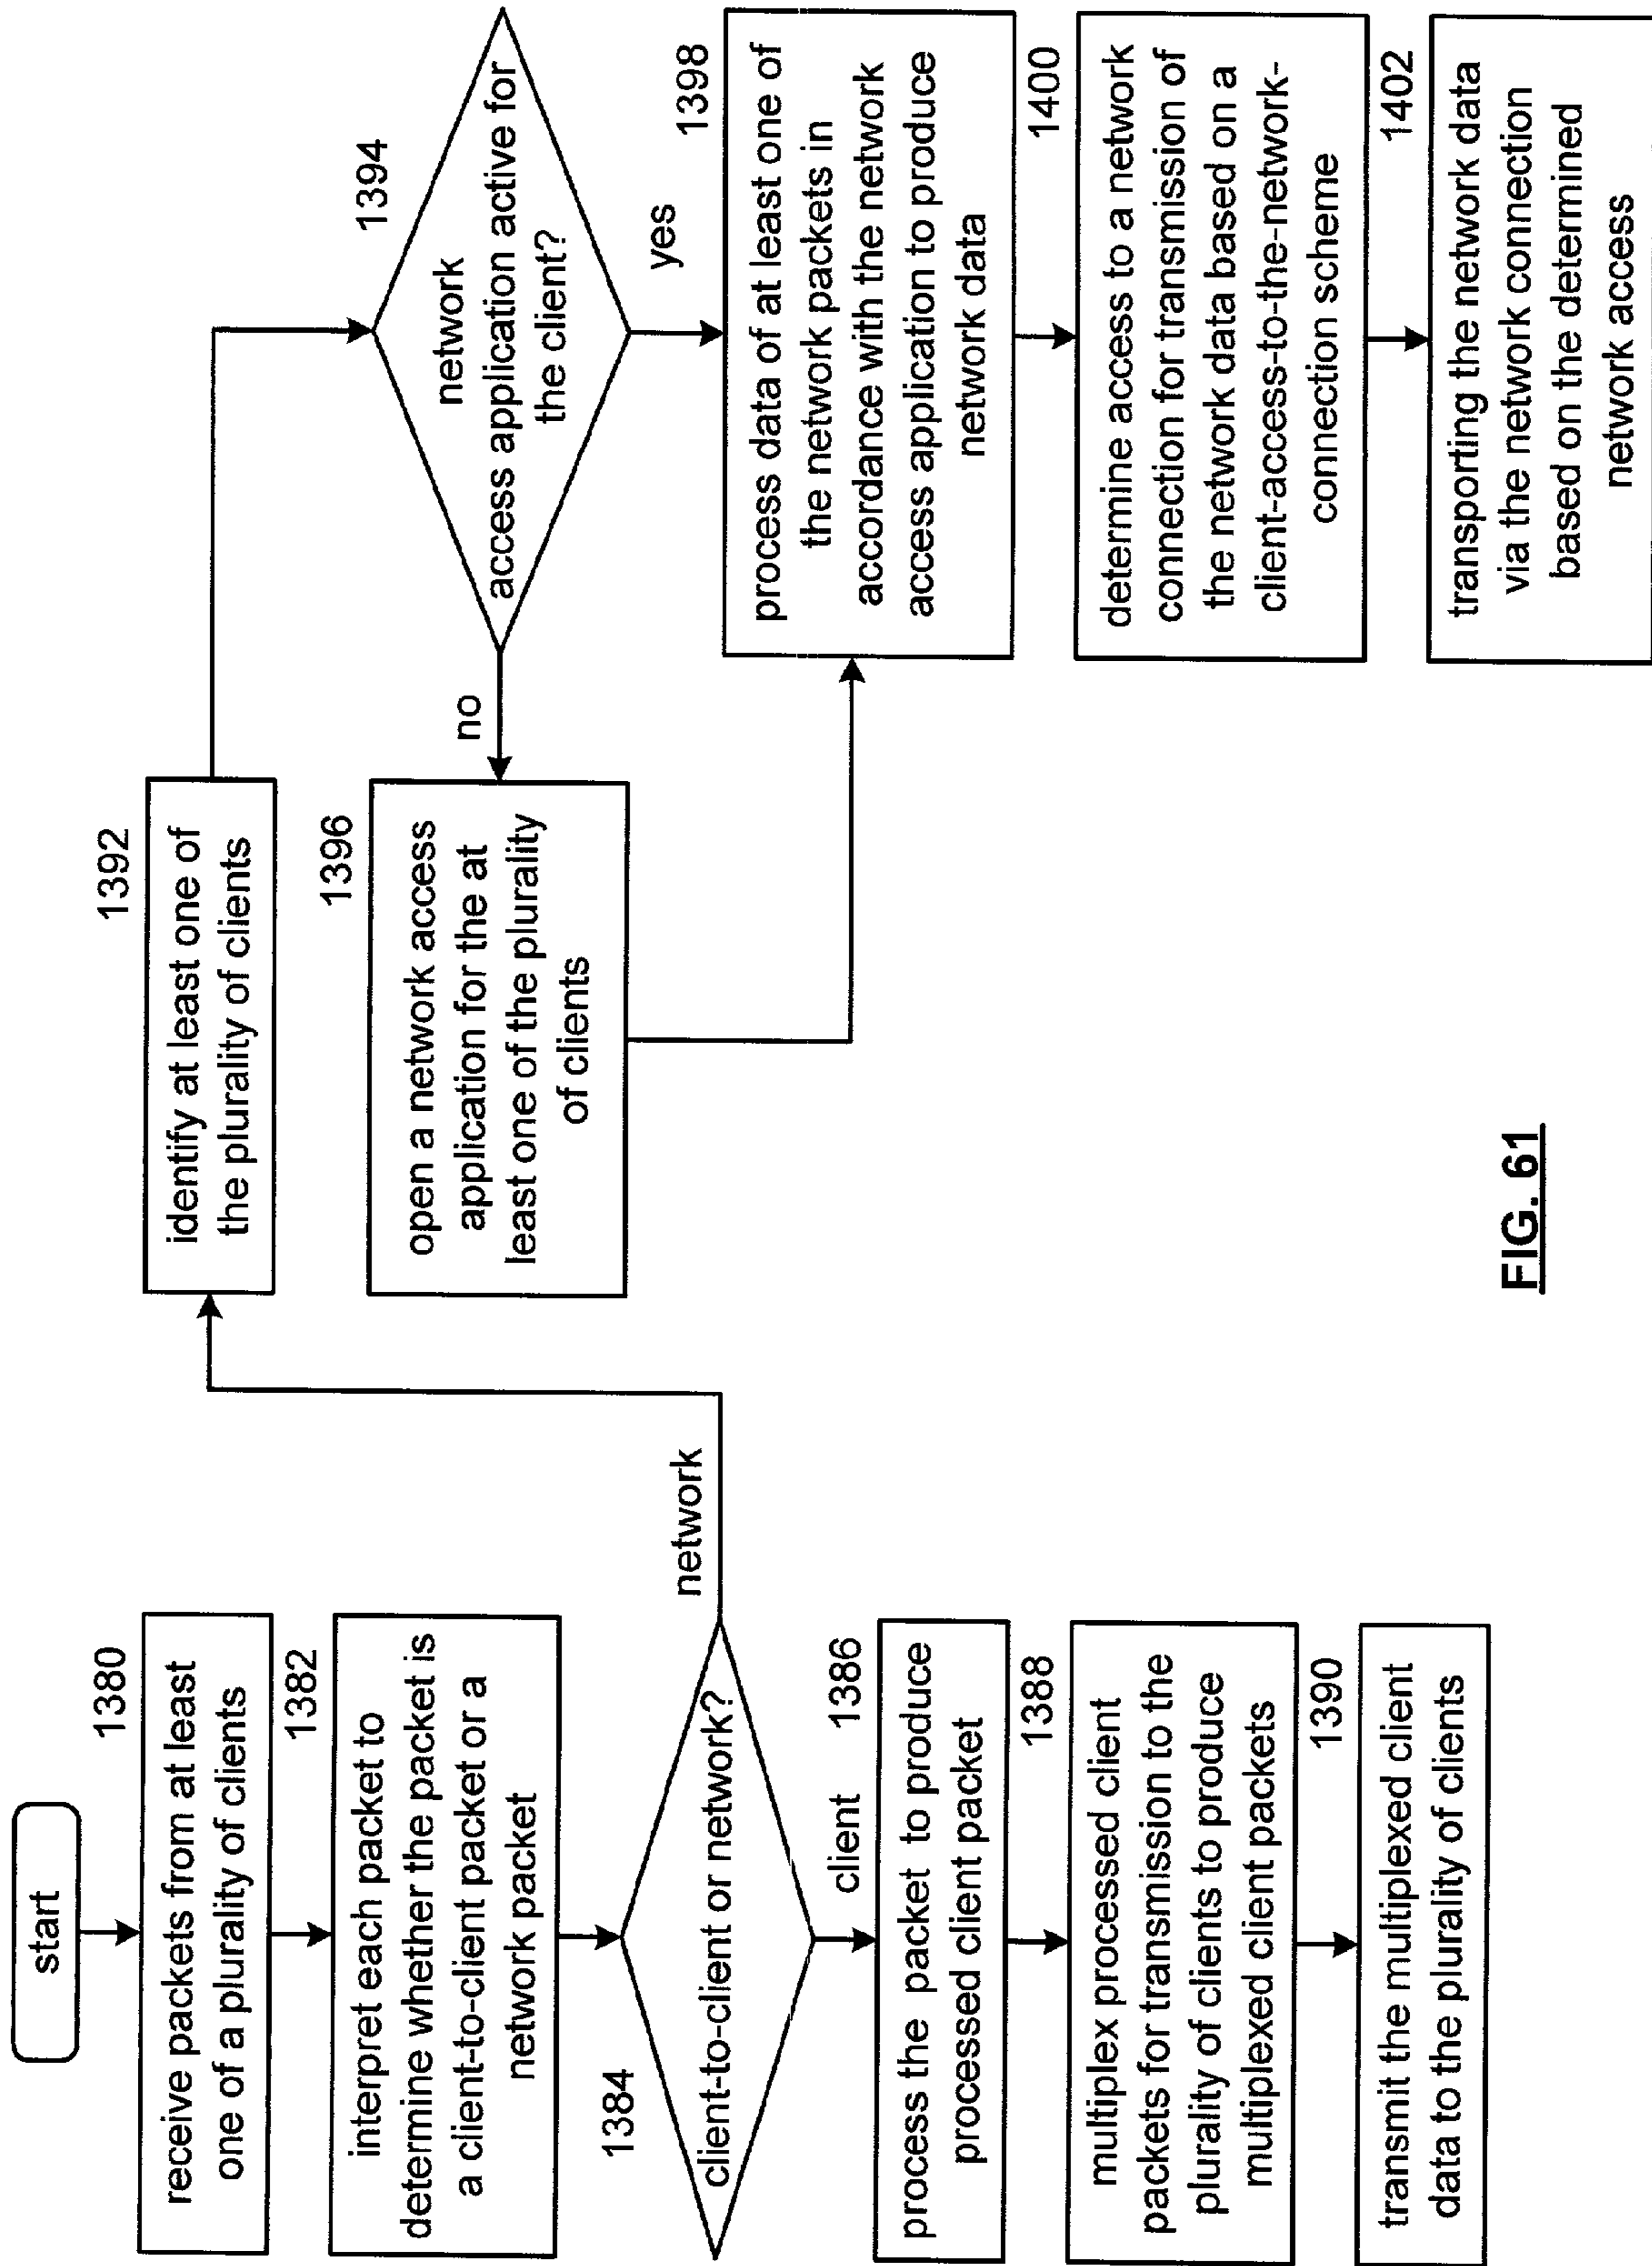 start
1380
receive packets from at least
one of a plurality of clients
1382
interpret each packet to
determine whether the packet is
a client-to-client packet or a
network packet
1384
client-to-client or network?
network
client
1386
process the packet to produce
processed client packet
1388
multiplex processed client
packets for transmission to the
plurality of clients to produce
multiplexed client packets
1390
transmit the multiplexed client
data to the plurality of clients
1392
identify at least one of
the plurality of clients
1394
network
access application active for
the client?
no
yes
1396
open a network access
application for the at
least one of the plurality
of clients
1398
process data of at least one of
the network packets in
accordance with the network
access application to produce
network data
1400
determine access to a network
connection for transmission of
the network data based on a
client-access-to-the-network-
connection scheme
1402
transporting the network data
via the network connection
based on the determined
network access
FIG. 61